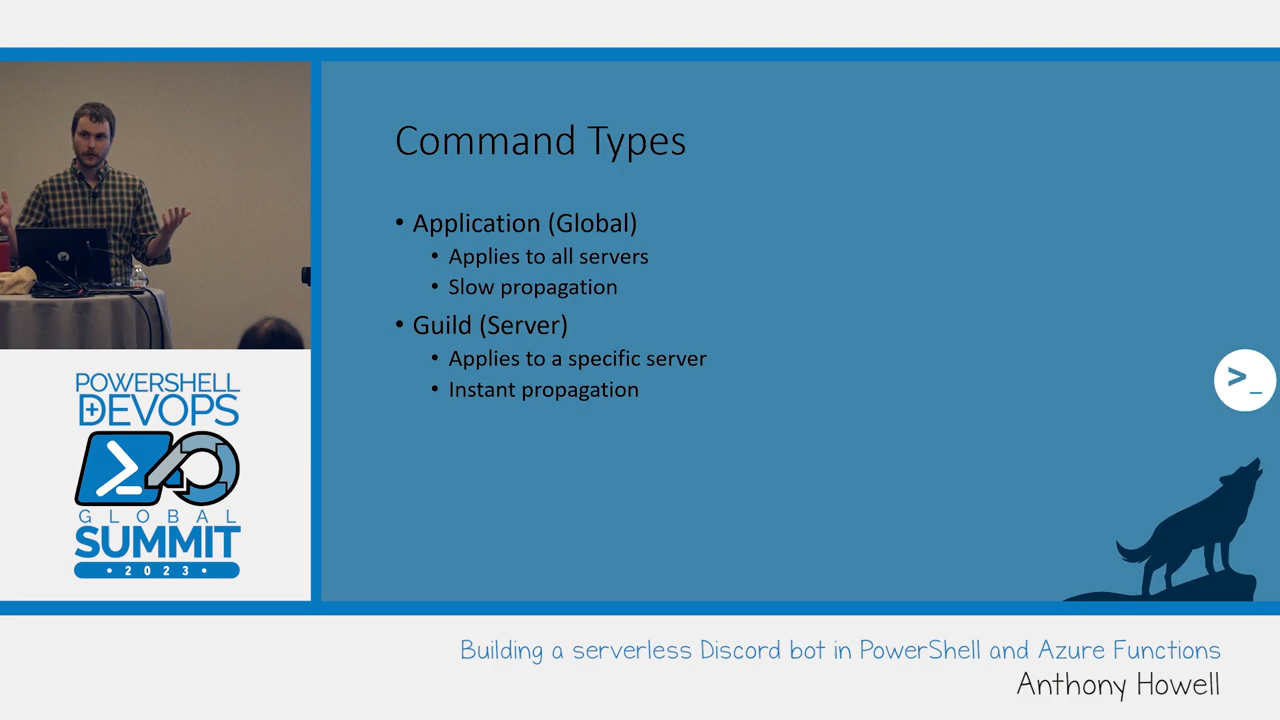 Command Types
• Application (Global)
• Applies to all servers
• Slow propagation
• Guild (Server)
• Applies to a specific server
• Instant propagation
>_
POWERSHELL
+DEVOPS
GLOBAL
SUMMIT
• 2023 •
Building a serverless Discord bot in PowerShell and Azure Functions
Anthony Howell